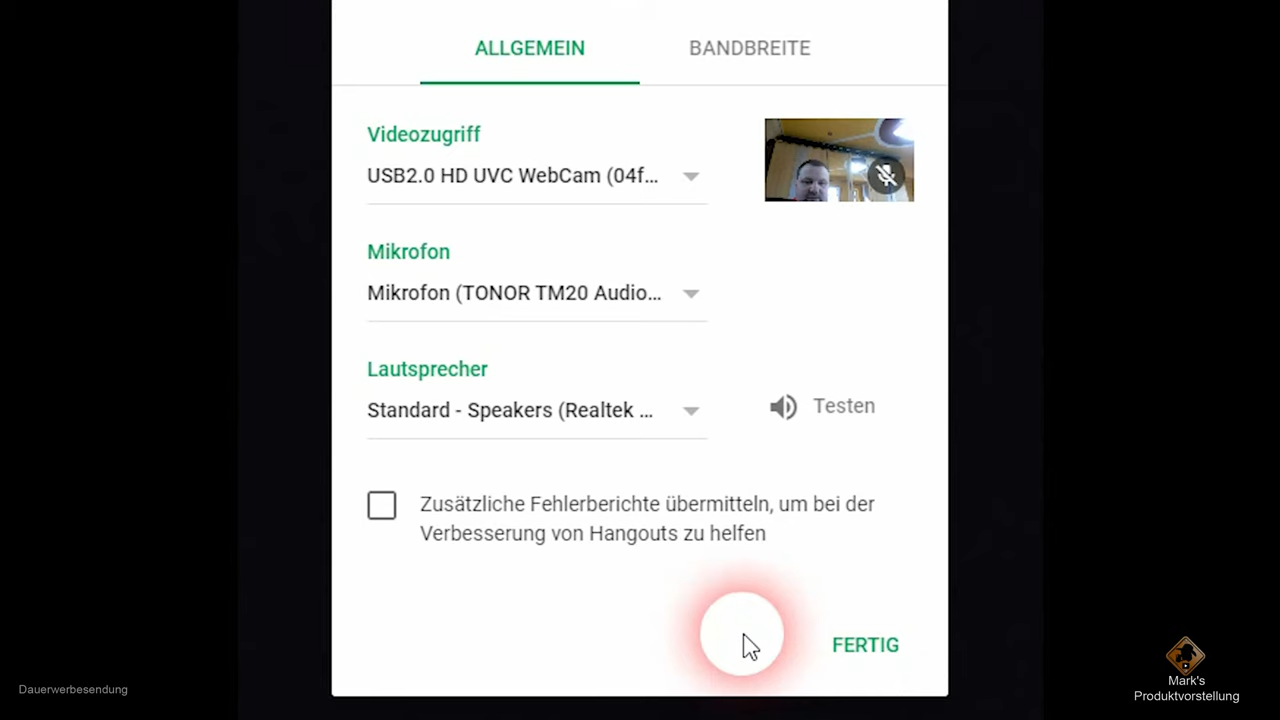 ALLGEMEIN
BANDBREITE
Videozugriff
USB2.0 HD UVC WebCam (04f...
Mikrofon
Mikrofon (TONOR TM20 Audio...
Lautsprecher
Standard - Speakers (Realtek ...
Testen
Zusätzliche Fehlerberichte übermitteln, um bei der
Verbesserung von Hangouts zu helfen
FERTIG
Dauerwerbesendung
Mark's
Produktvorstellung